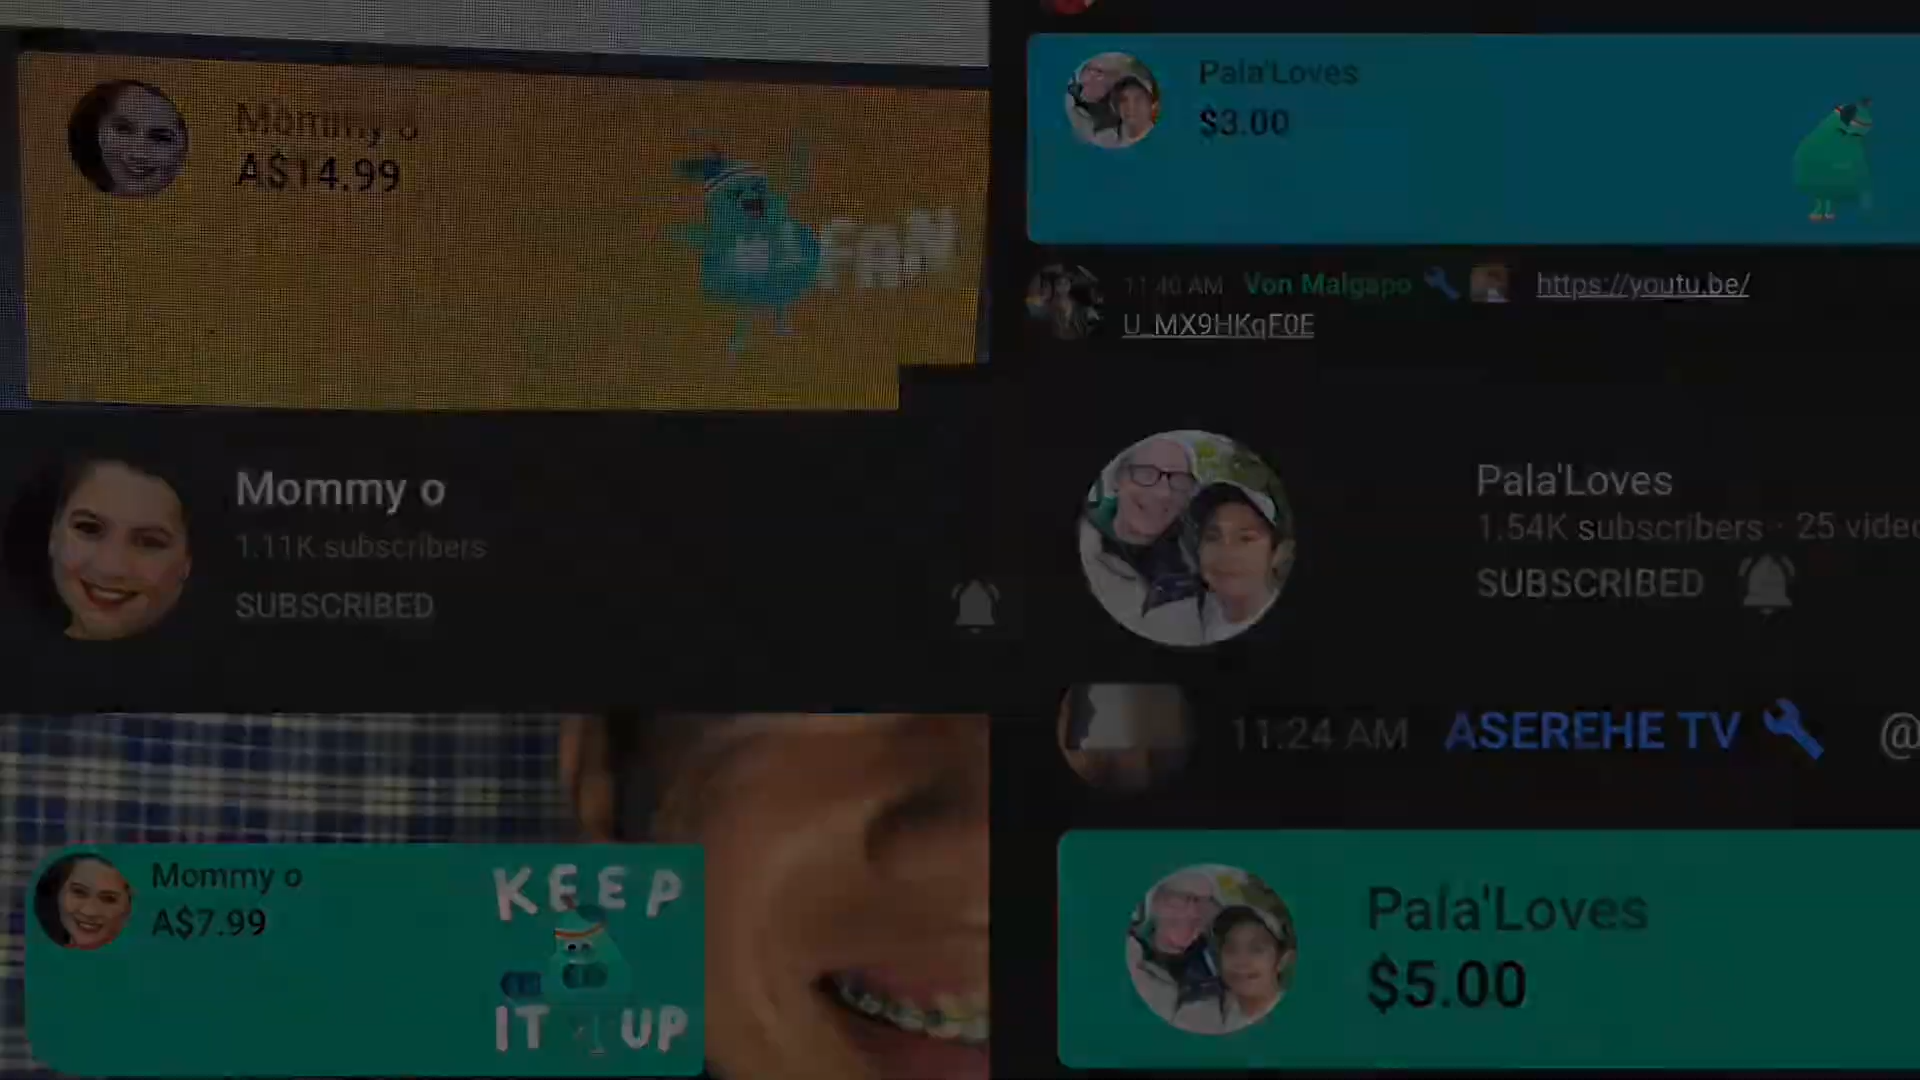 Mommy o
A$14.99
FAN
Mommy o
1.11K subscribers
SUBSCRIBED
Mommy o
A$7.99
KEEP
IT UP
Pala'Loves
$3.00
11:40 AM Von Malgapo https://youtu.be/
U_MX9HKqF0E
Pala'Loves
1.54K subscribers · 25
SUBSCRIBED
11:24 AM ASEREHE TV @
Pala'Loves
$5.00